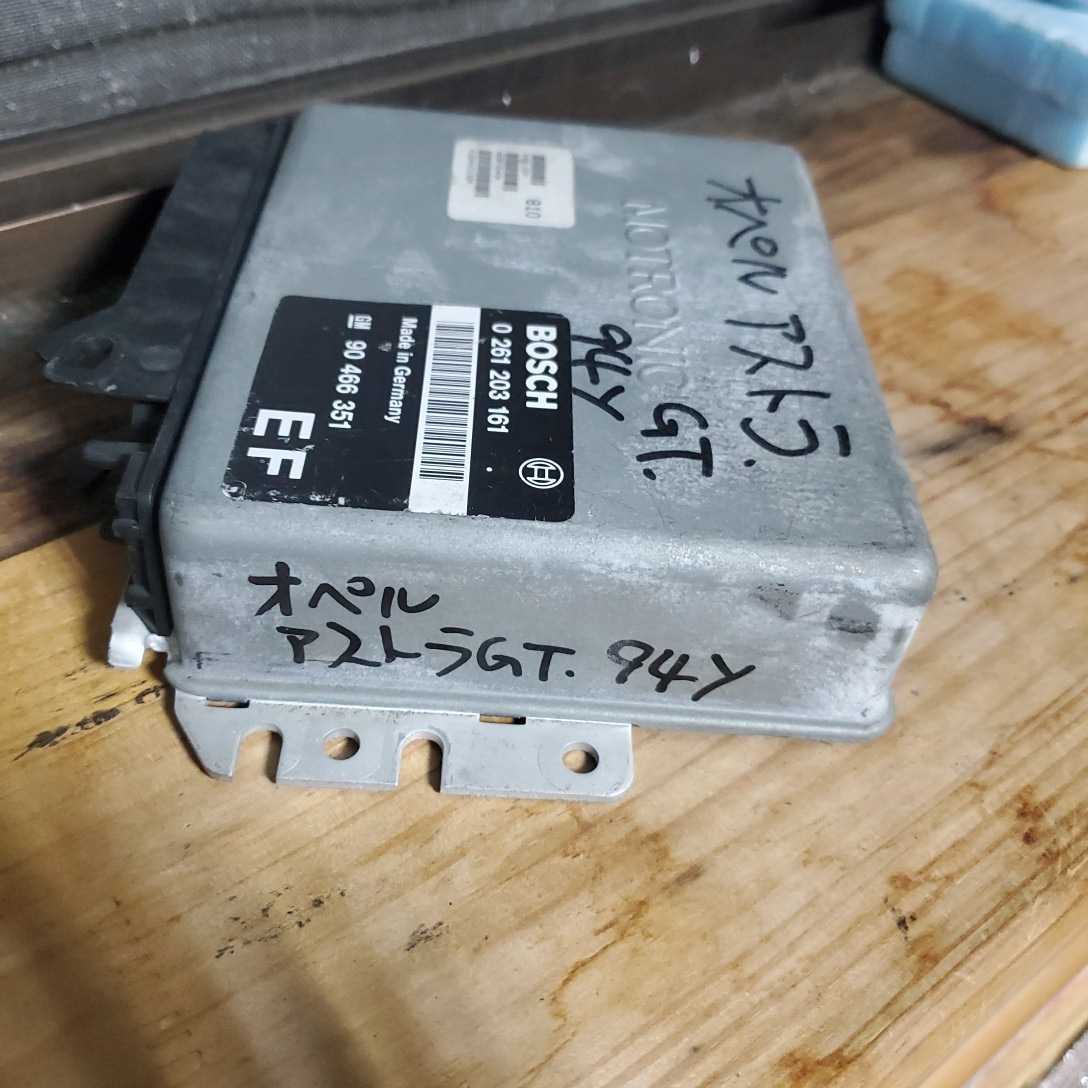 オペル アストラ
GT.
94Y
MOTRONIC
810
BOSCH
0 261 203 161
Made in Germany
GM 90 466 351
EF
オペル
アストラGT. 94Y